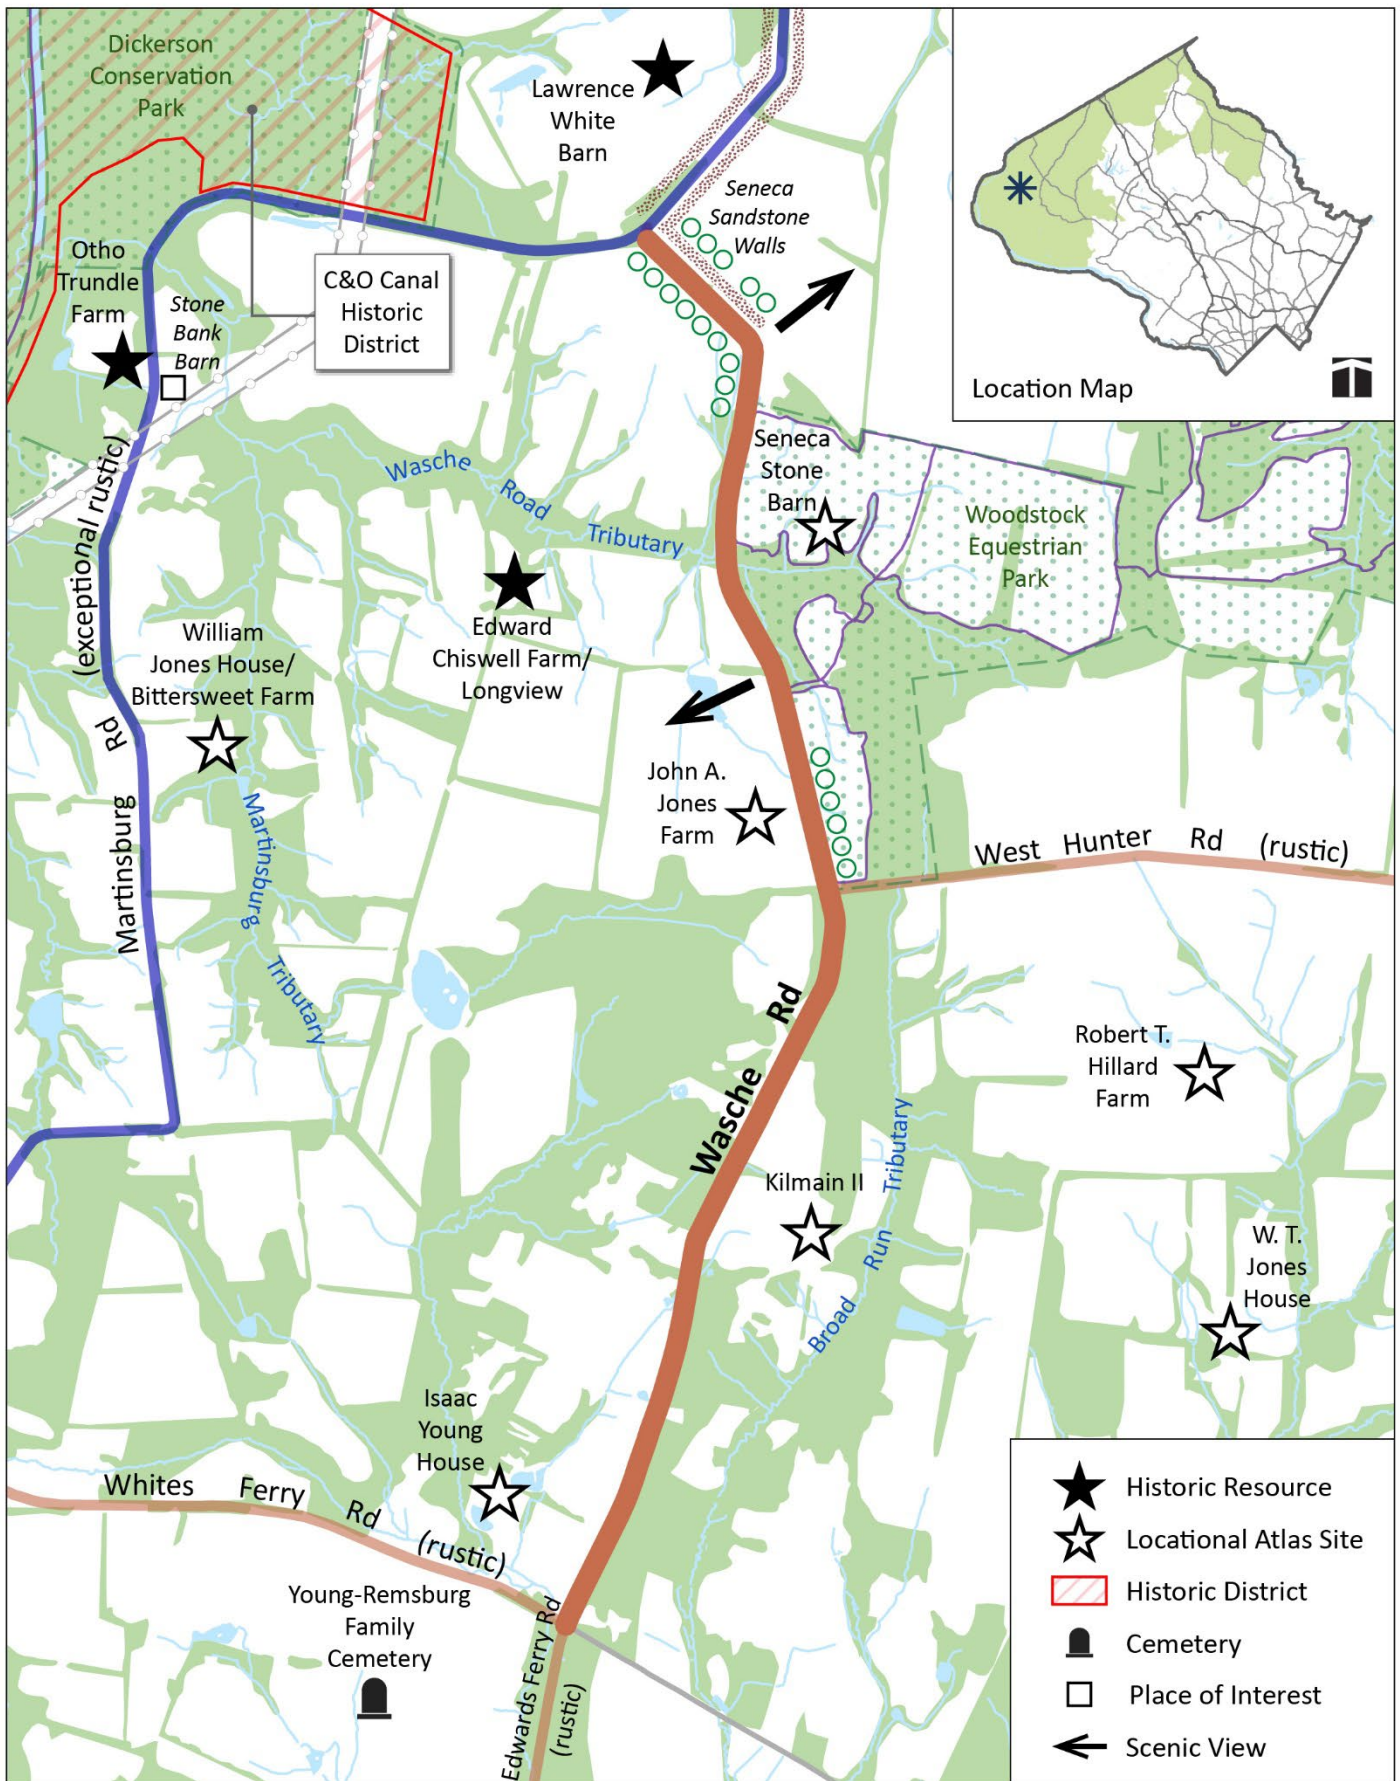 Dickerson
Conservation
Park
Lawrence
White
Barn
Seneca
Sandstone
Walls
Otho
Trundle
Farm
Stone
Bank
Barn
C&O Canal
Historic
District
Location Map
(exceptional rustic)
Martinsburg Rd
Wasche Road Tributary
Seneca
Stone
Barn
Woodstock
Equestrian
Park
Edward
Chiswell Farm/
Longview
William
Jones House/
Bittersweet Farm
John A.
Jones
Farm
Martinsburg Tributary
West Hunter Rd (rustic)
Wasche Rd
Robert T.
Hillard
Farm
Kilmain II
Broad Run Tributary
W. T.
Jones
House
Isaac
Young
House
Whites Ferry Rd (rustic)
Young-Remsburg
Family
Cemetery
Edwards Ferry Rd
(rustic)
Historic Resource
Locational Atlas Site
Historic District
Cemetery
Place of Interest
Scenic View